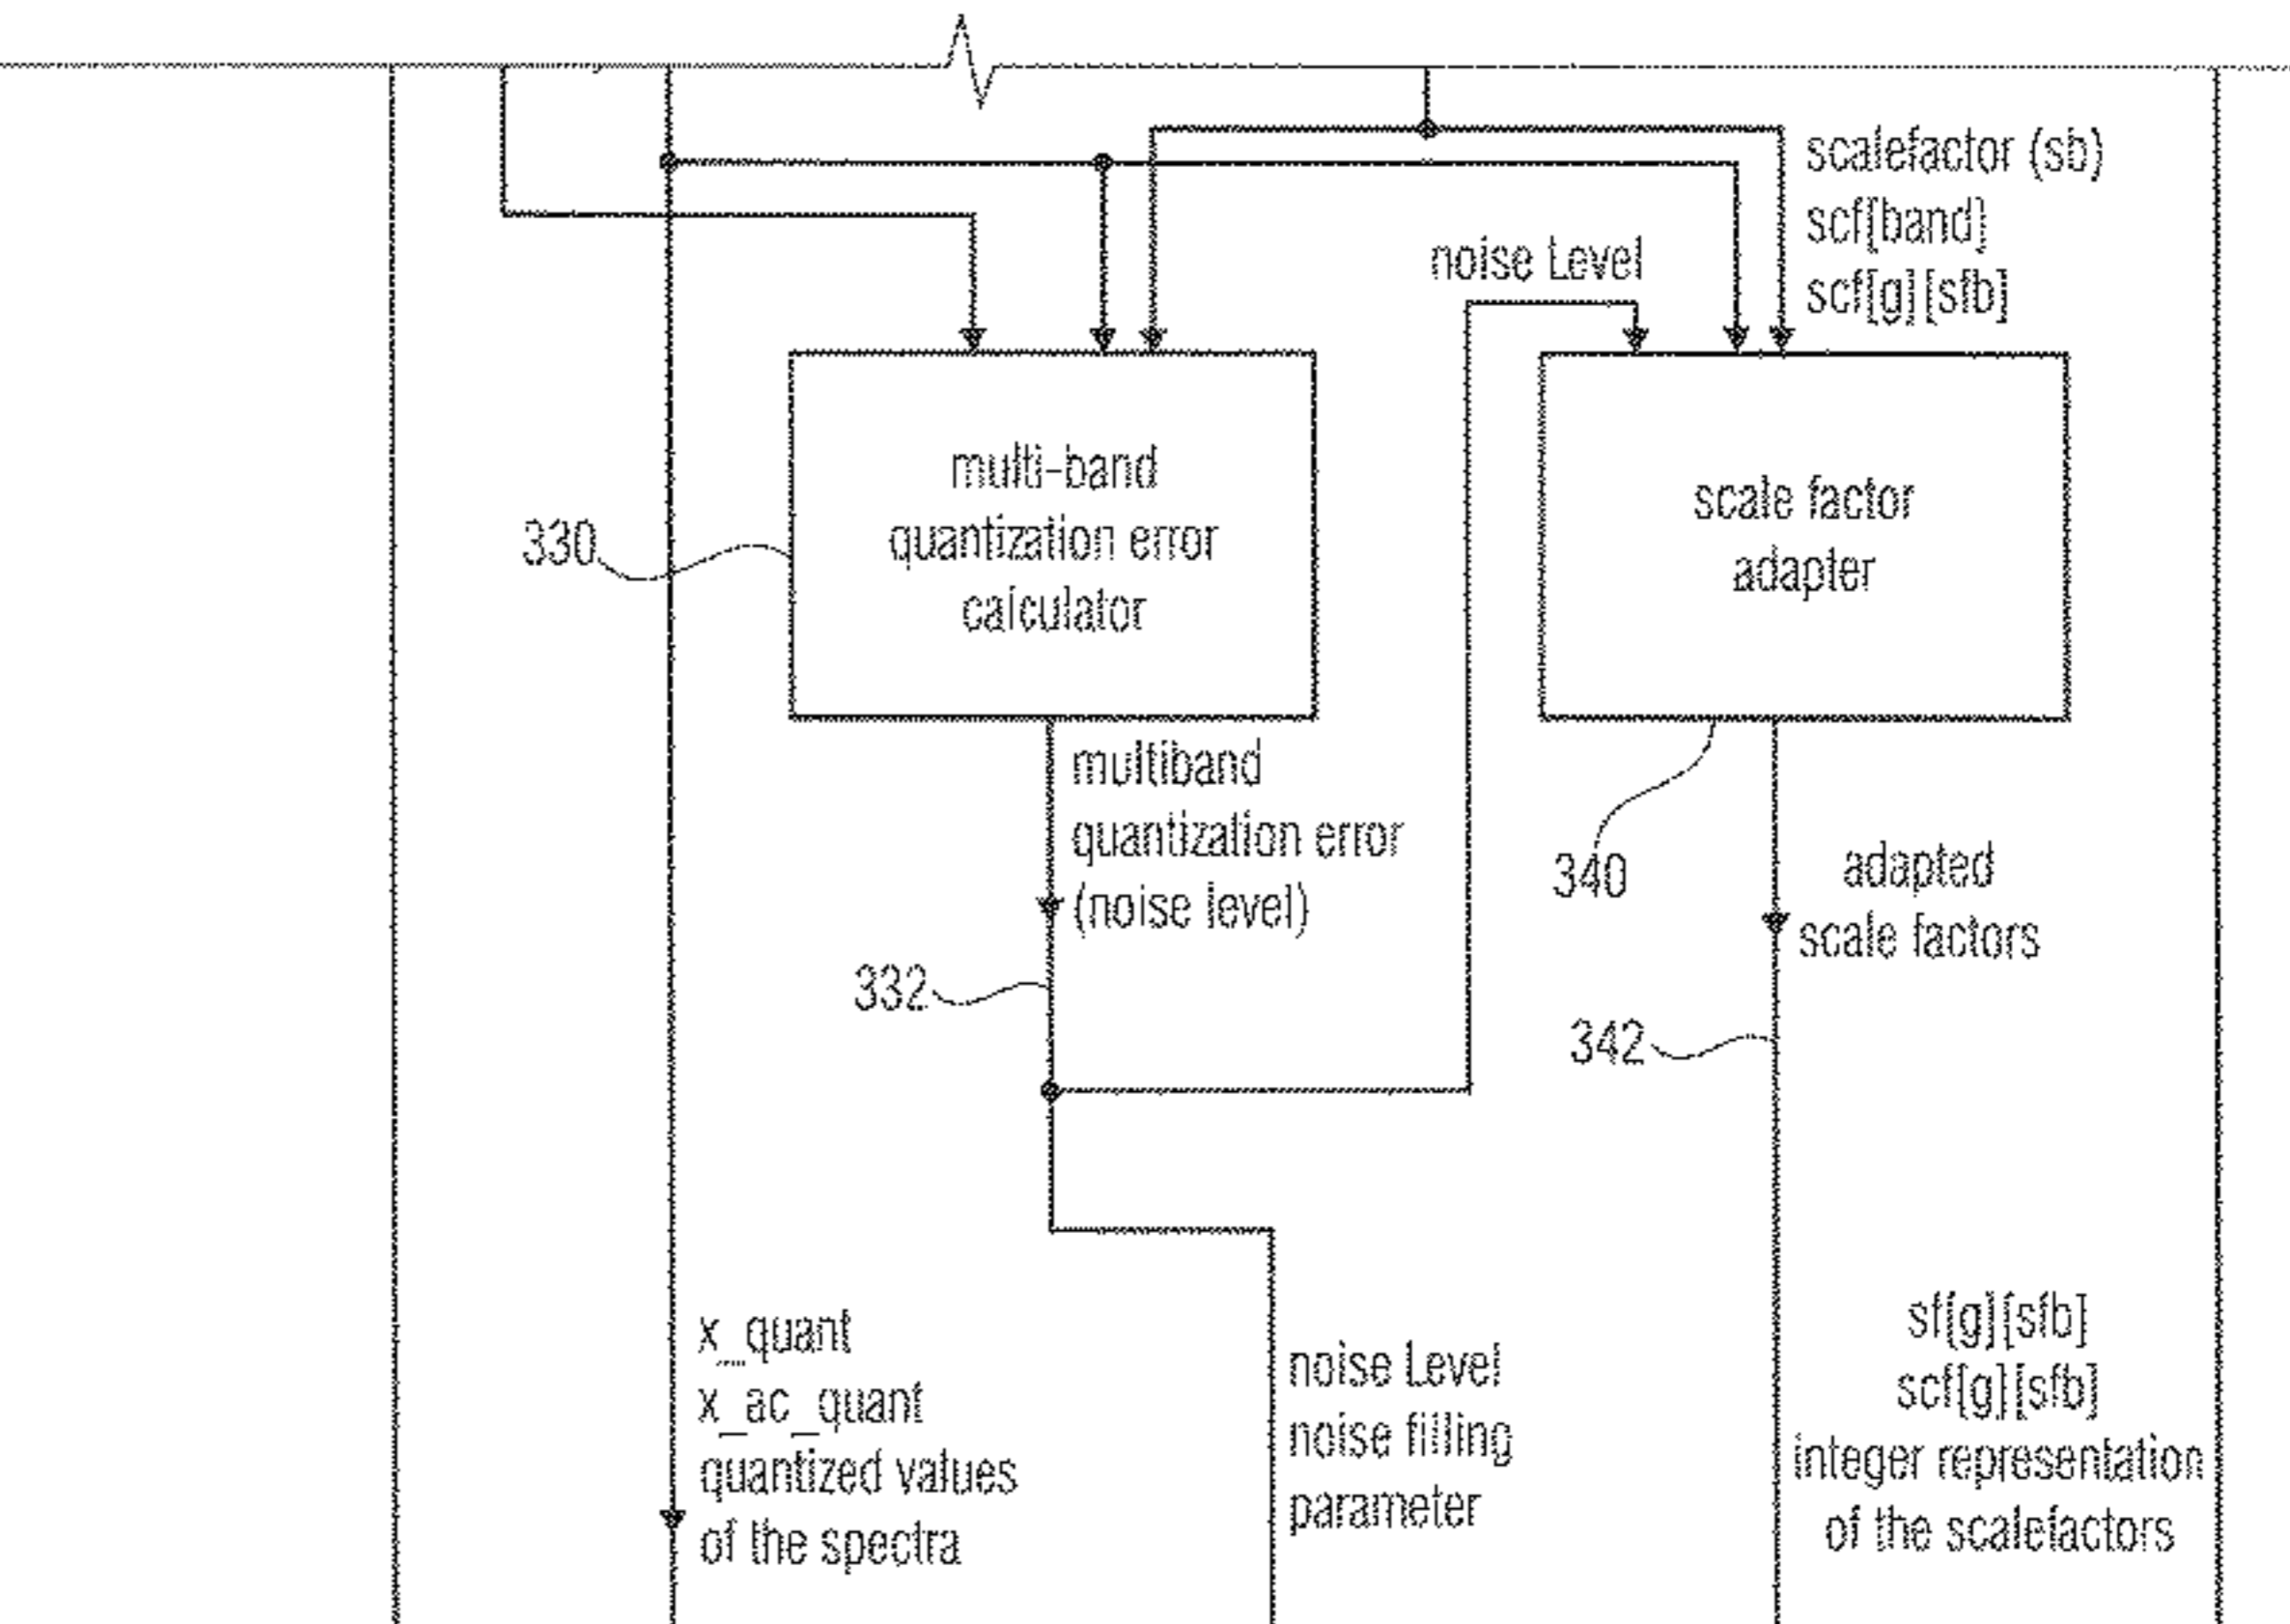 scalefactor (sb)
scf[band]
scf[g][sfb]
noise Level
multi-band
quantization error
calculator
330
scale factor
adapter
multiband
quantization error
(noise level)
340
adapted
scale factors
332
342
x_quant
x_ac_quant
quantized values
of the spectra
noise Level
noise filling
parameter
sf[g][sfb]
scf[g][sfb]
integer representation
of the scalefactors